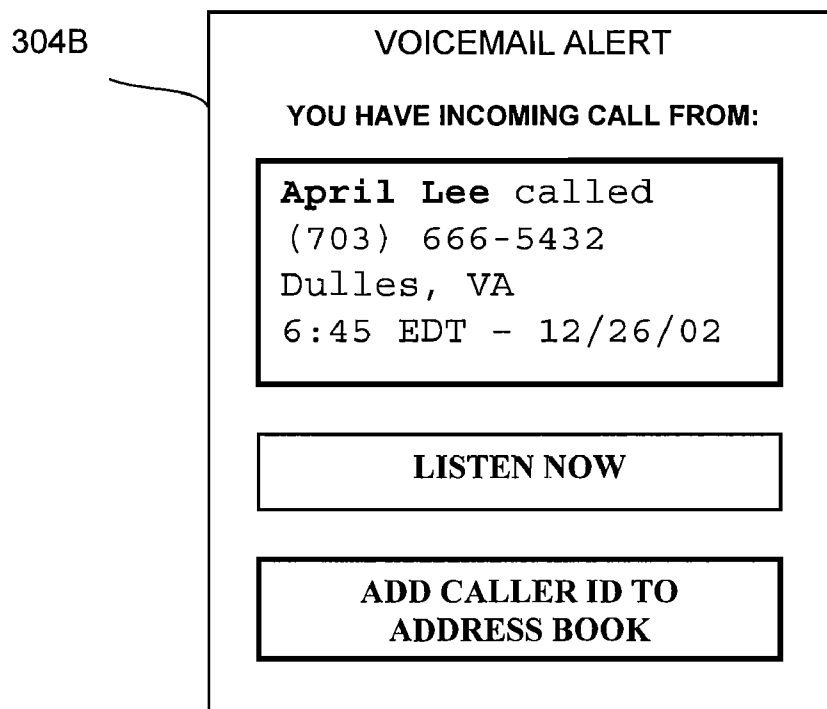 304B
VOICEMAIL ALERT
YOU HAVE INCOMING CALL FROM:
April Lee called
(703) 666-5432
Dulles, VA
6:45 EDT – 12/26/02
LISTEN NOW
ADD CALLER ID TO
ADDRESS BOOK